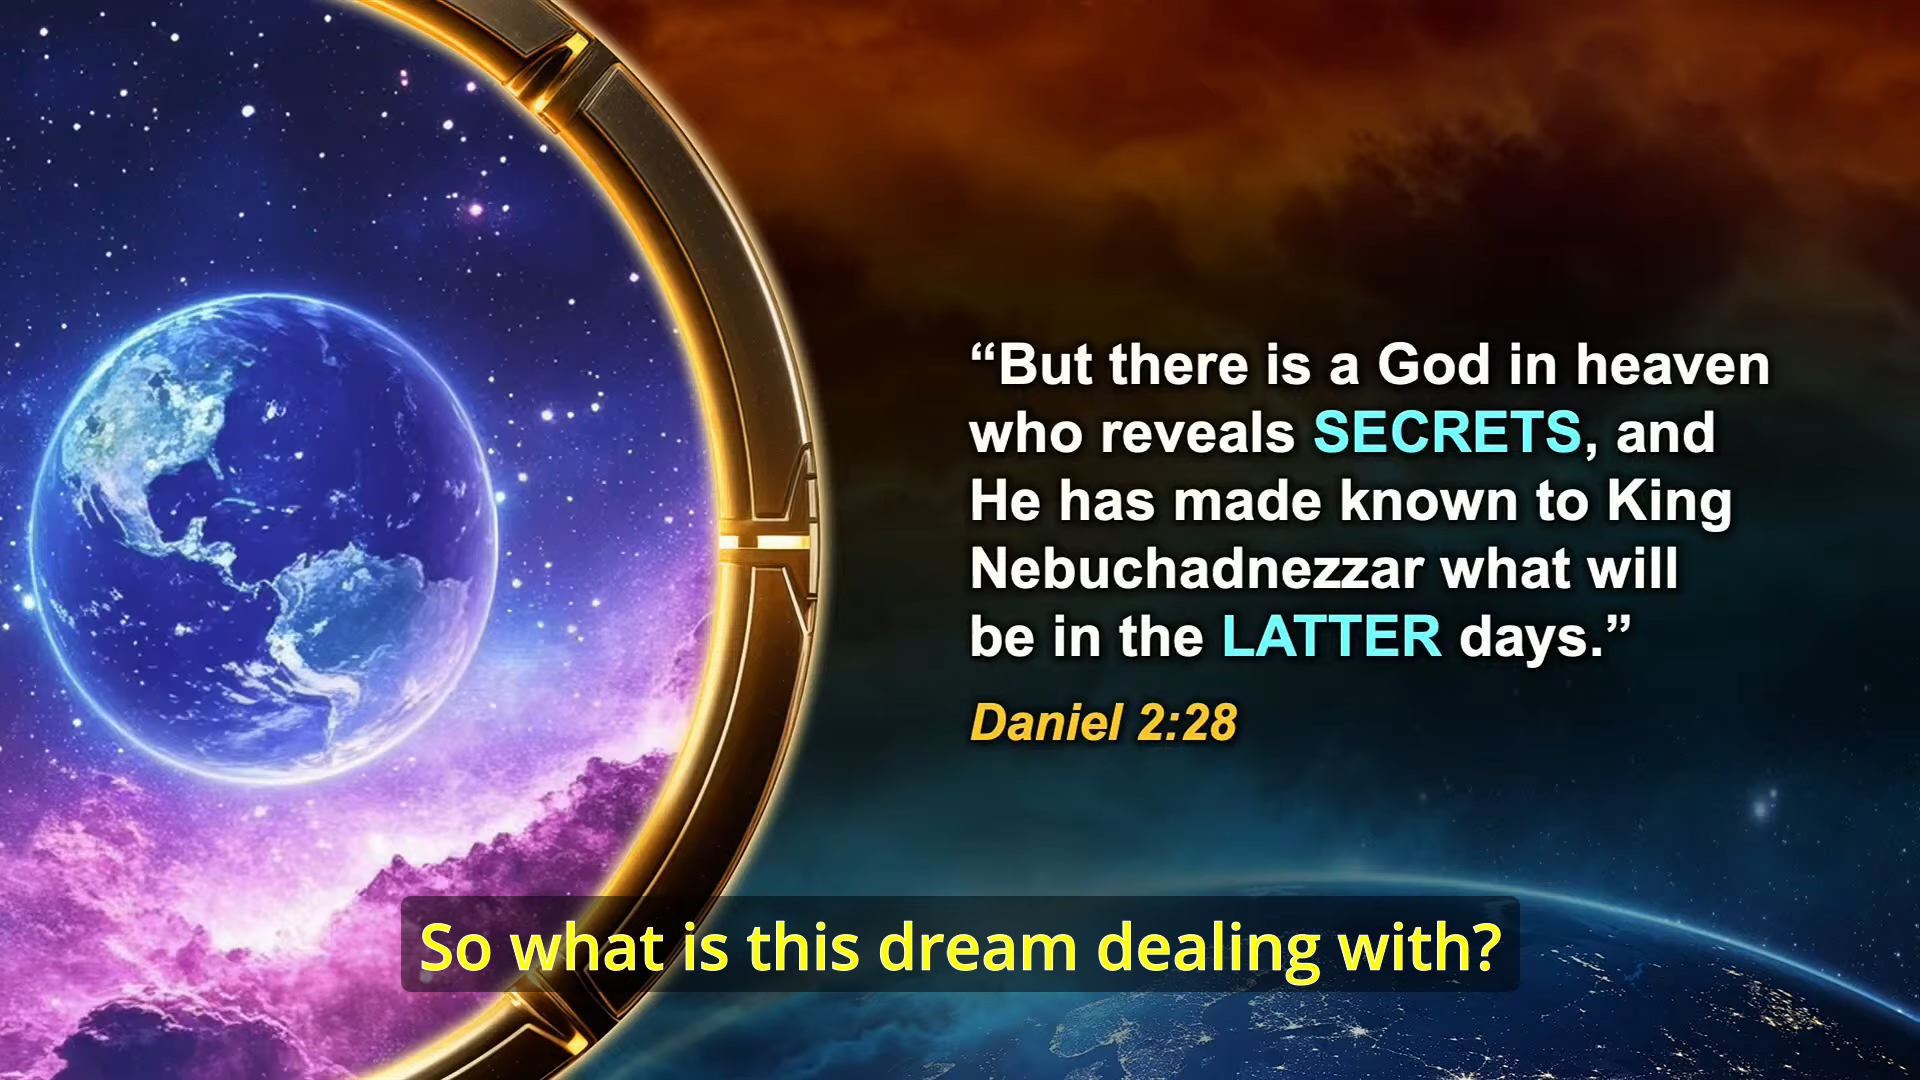 “But there is a God in heaven
who reveals SECRETS, and
He has made known to King
Nebuchadnezzar what will
be in the LATTER days.”
Daniel 2:28
So what is this dream dealing with?